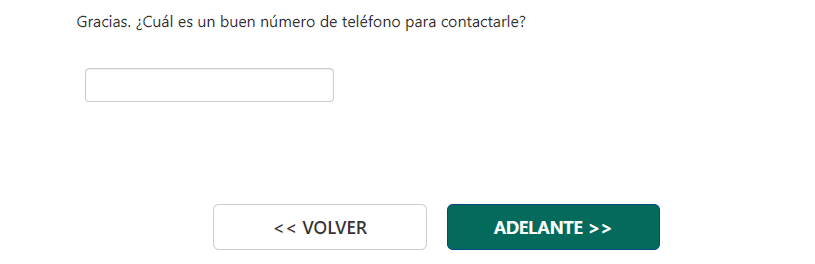 Gracias. ¿Cuál es un buen número de teléfono para contactarle?
<< VOLVER
ADELANTE >>